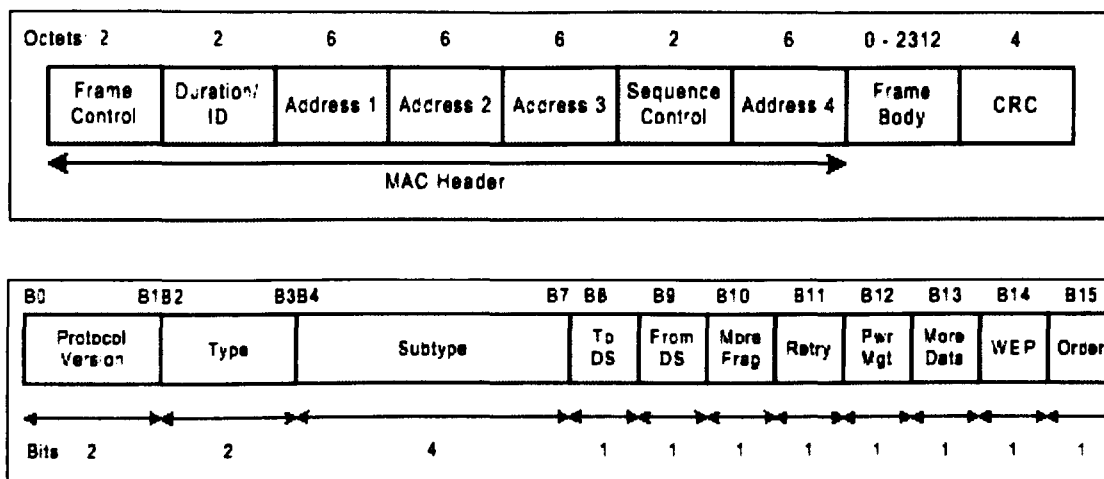 Octets: 2 2 6 6 6 2 6 0 - 2312 4
Frame Control Duration/ ID Address 1 Address 2 Address 3 Sequence Control Address 4 Frame Body CRC
MAC Header
B0 B1 B2 B3 B4 B7 B8 B9 B10 B11 B12 B13 B14 B15
Protocol Version Type Subtype To DS From DS More Frag Retry Pwr Mgt More Data WEP Order
Bits 2 2 4 1 1 1 1 1 1 1 1